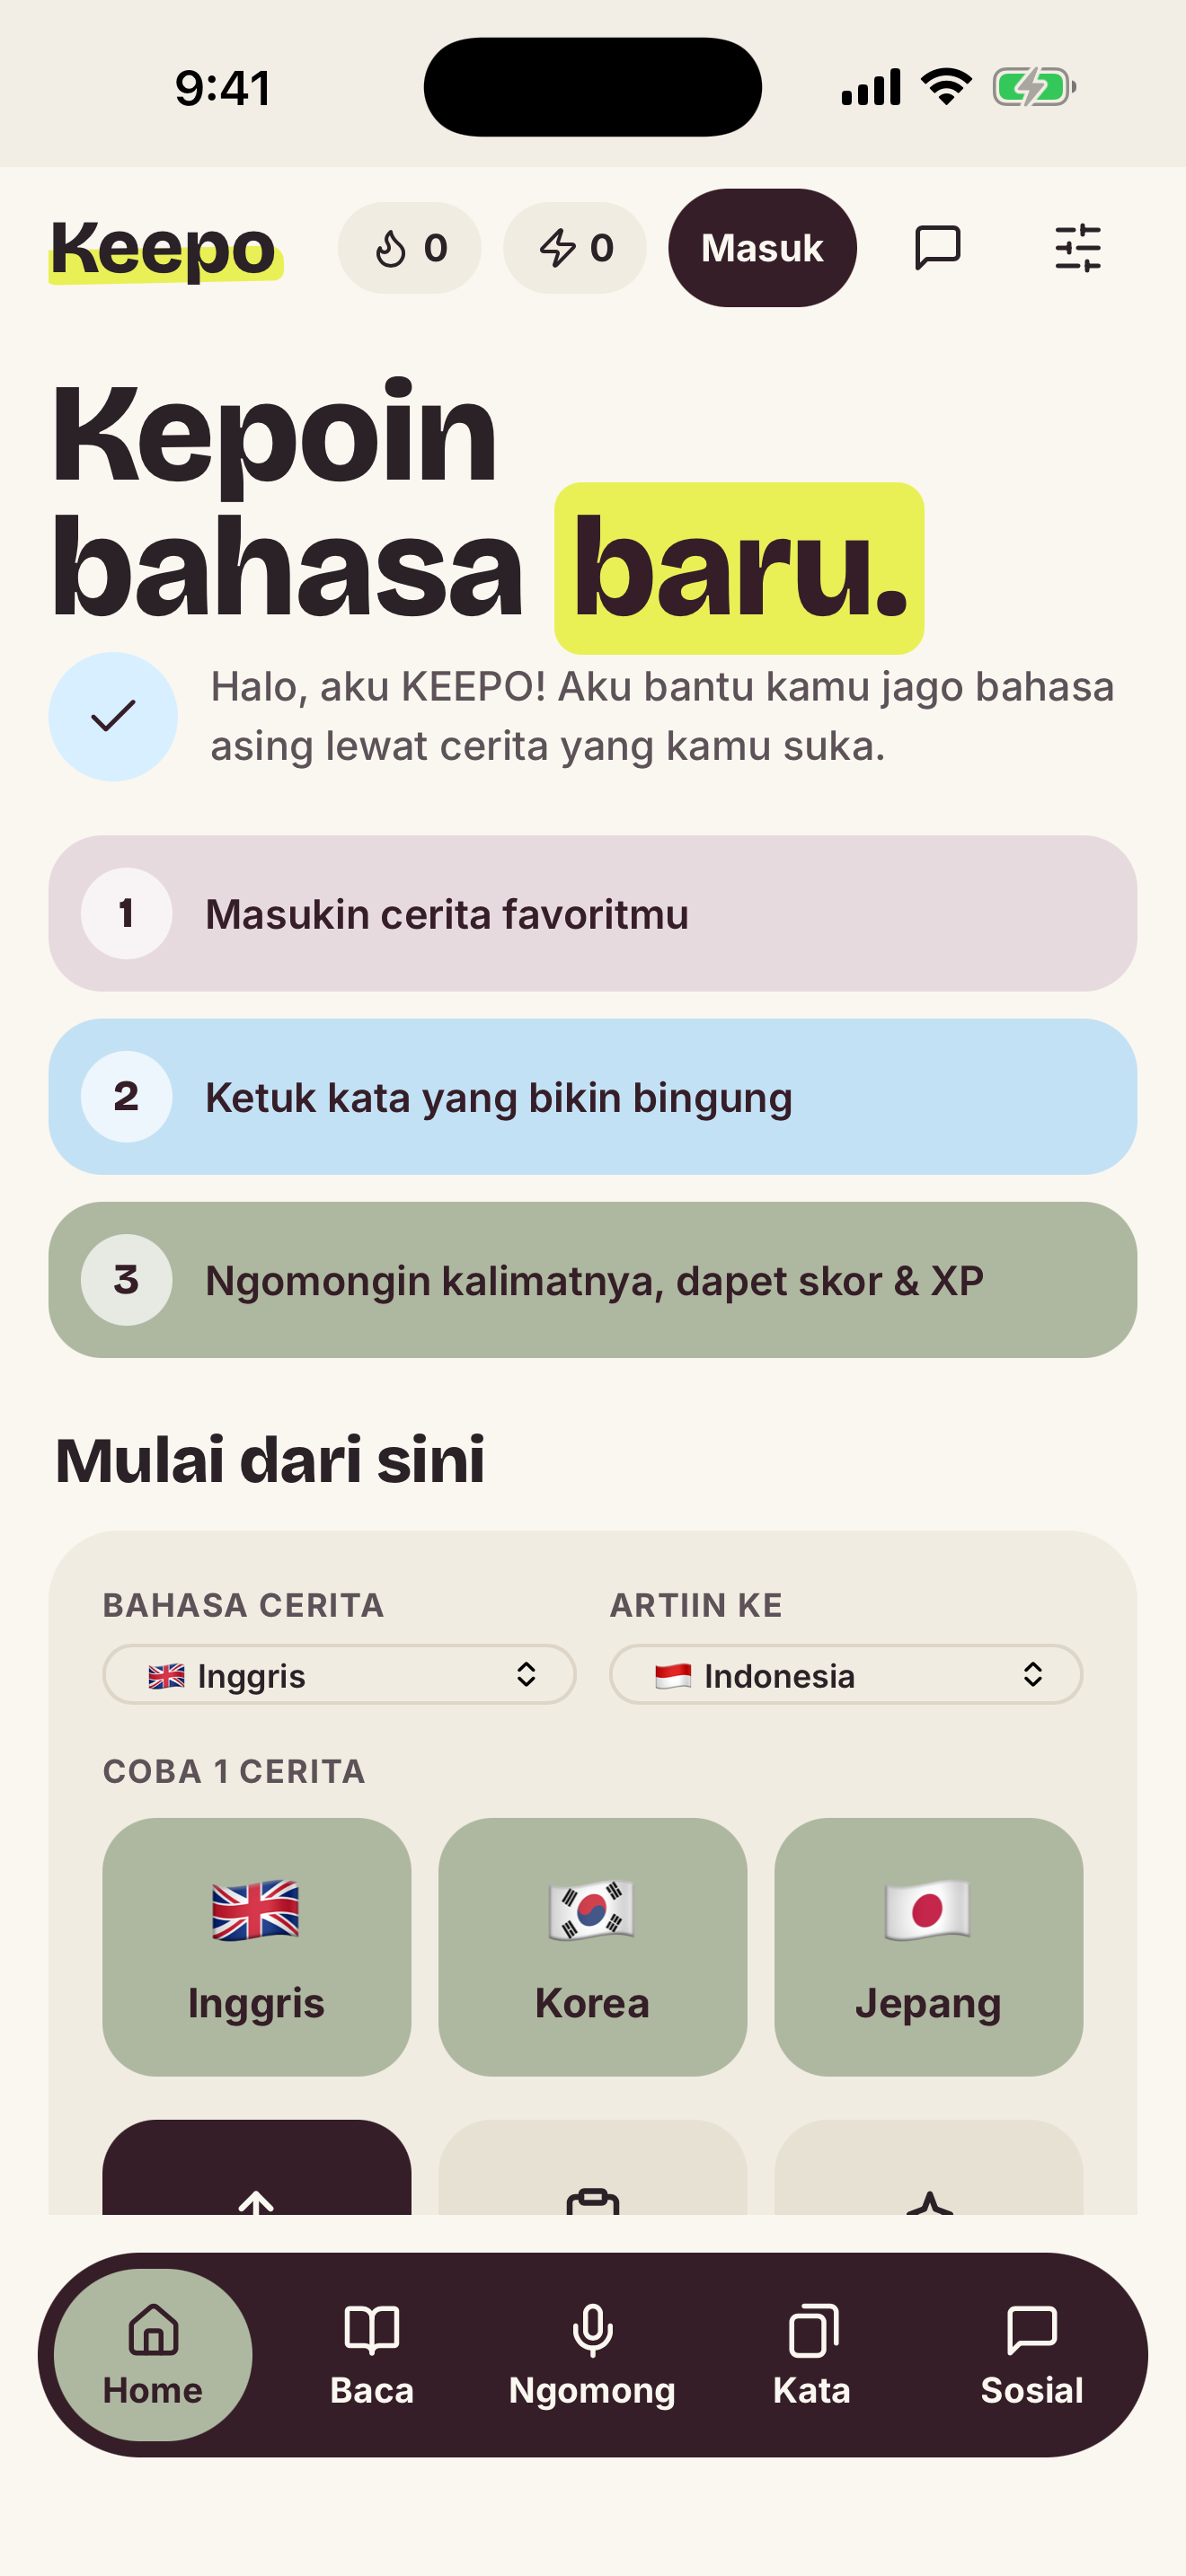 9:41
Keepo
0
0
Masuk
Kepoin
bahasa baru.
Halo, aku KEEPO! Aku bantu kamu jago bahasa
asing lewat cerita yang kamu suka.
1 Masukin cerita favoritmu
2 Ketuk kata yang bikin bingung
3 Ngomongin kalimatnya, dapet skor & XP
Mulai dari sini
BAHASA CERITA
ARTIIN KE
Inggris
Indonesia
COBA 1 CERITA
Inggris
Korea
Jepang
Home
Baca
Ngomong
Kata
Sosial